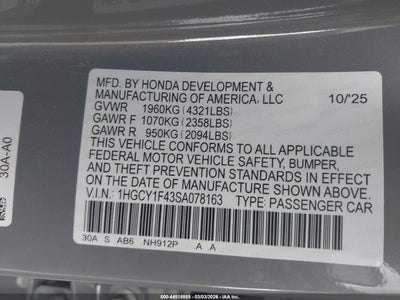 MFD. BY HONDA DEVELOPMENT &
MANUFACTURING OF AMERICA, LLC 10/'25
GVWR 1960KG (4321LBS)
GAWR F 1070KG (2358LBS)
GAWR R 950KG (2094LBS)
THIS VEHICLE CONFORMS TO ALL APPLICABLE
FEDERAL MOTOR VEHICLE SAFETY, BUMPER,
AND THEFT PREVENTION STANDARDS IN EFFECT
ON THE DATE OF MANUFACTURE SHOWN ABOVE.
V.I.N.: 1HGCY1F43SA078163 TYPE: PASSENGER CAR
30A S AB6 NH912P A A
30A-A0
000-44518855 - 03/03/2026 - IAA